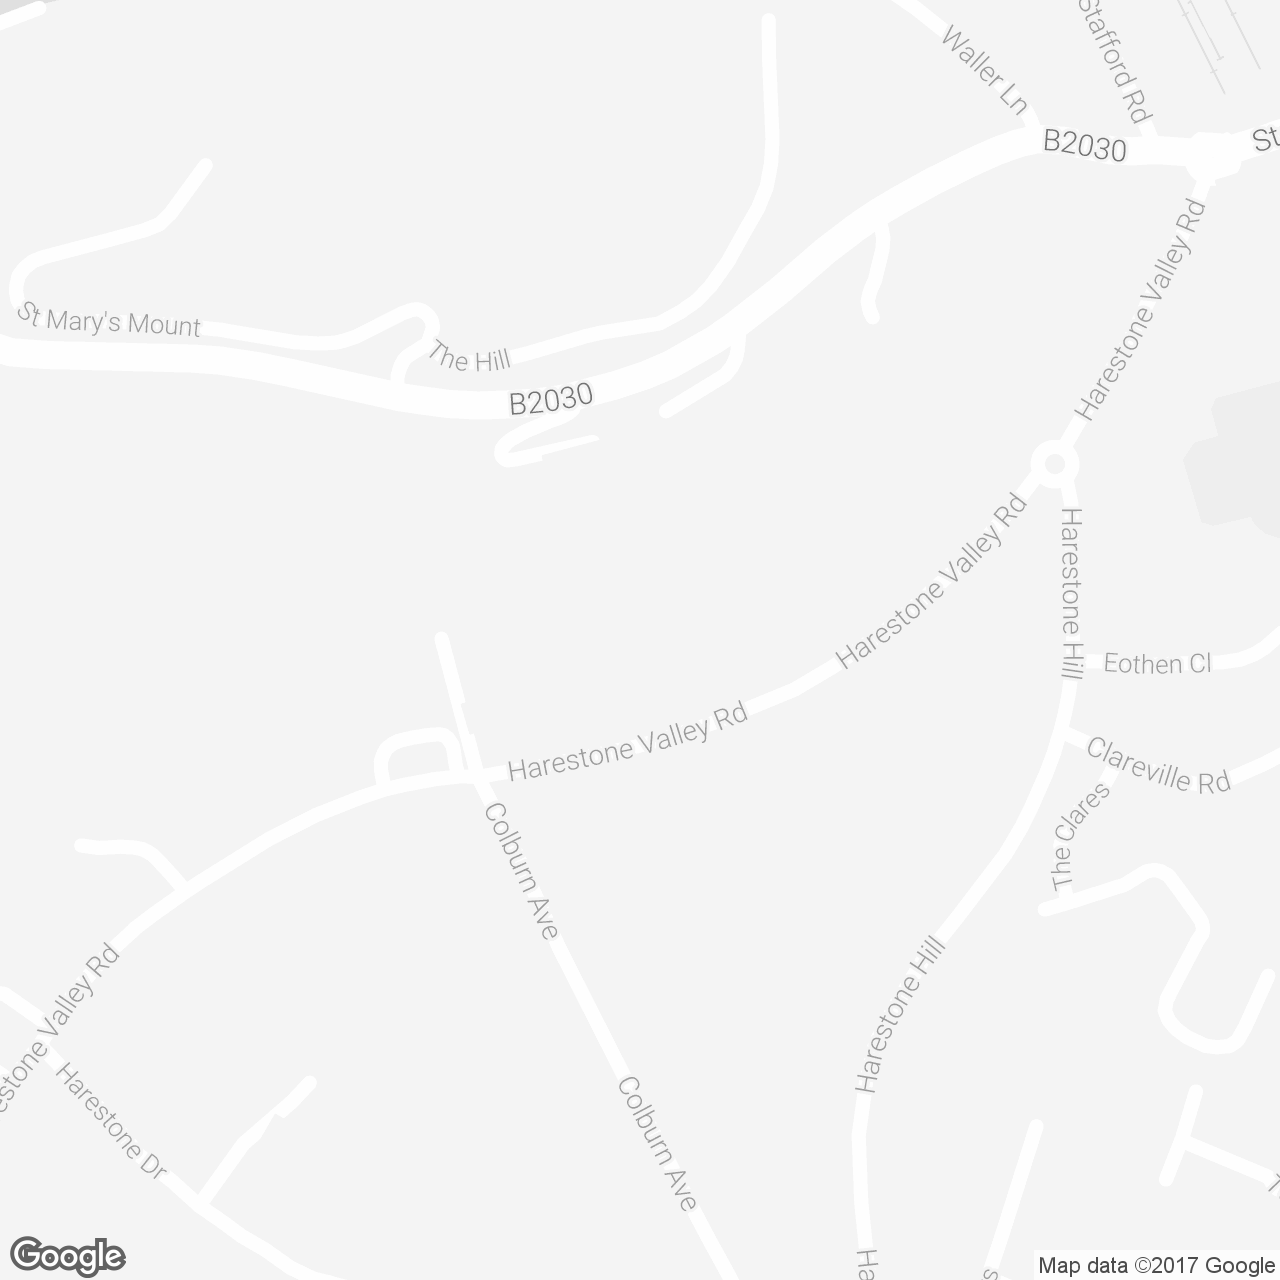 Waller Ln
Stafford Rd
B2030
St
Harestone Valley Rd
St Mary's Mount
The Hill
B2030
Harestone Valley Rd
Harestone Hill
Eothen Cl
Harestone Valley Rd
Clareville Rd
The Clares
Colburn Ave
Harestone Hill
Valley Rd
Harestone Dr
Colburn Ave
Google
Map data ©2017 Google